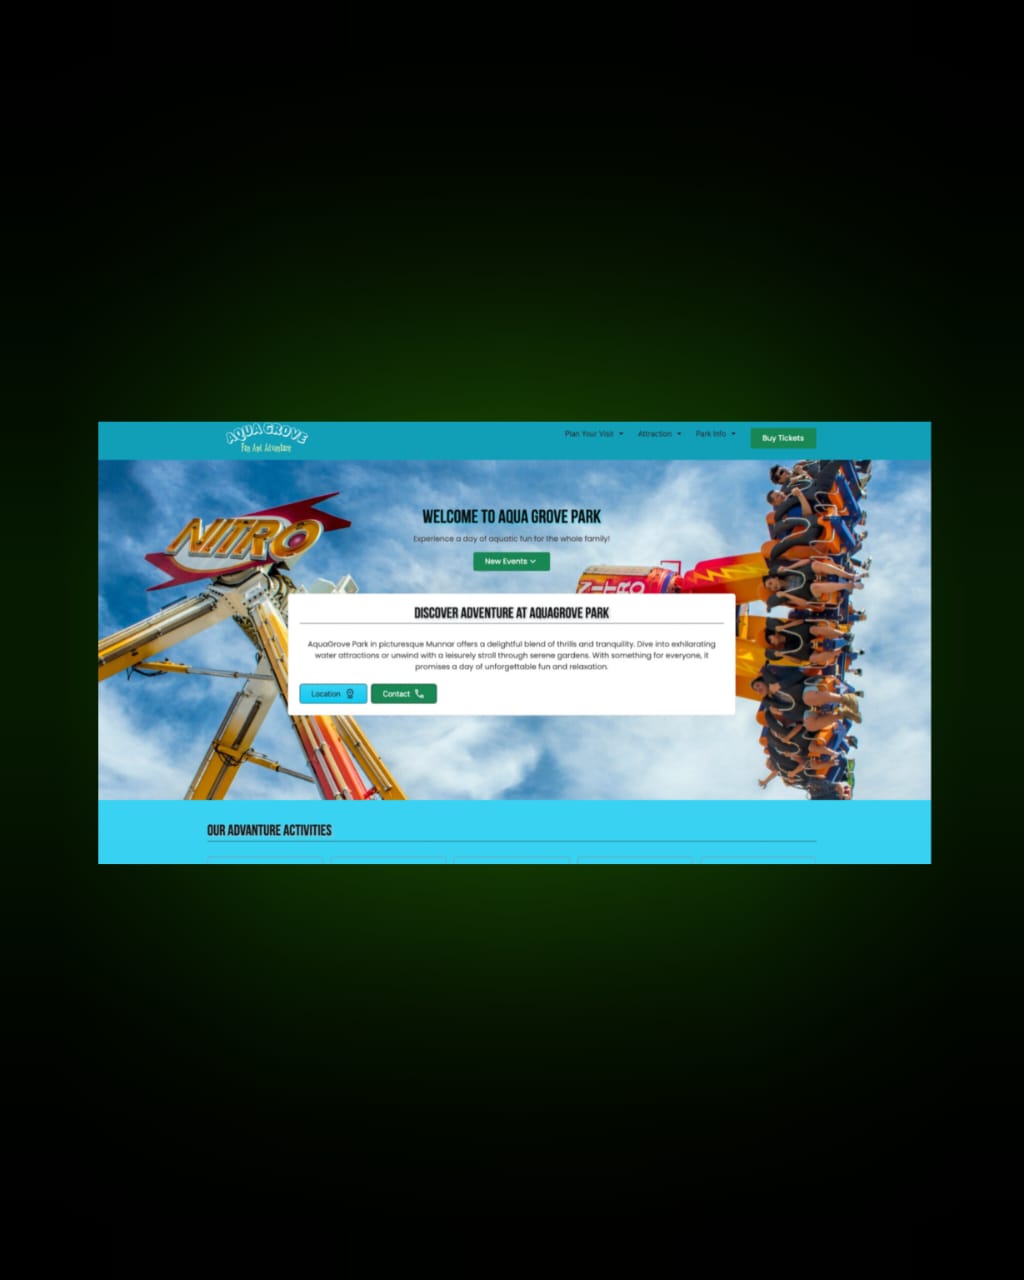 AQUA GROVE
Fun And Adventure
Plan Your Visit
Attraction
Park Info
Buy Tickets
NITRO
WELCOME TO AQUA GROVE PARK
Experience a day of aquatic fun for the whole family!
New Events
NITRO
DISCOVER ADVENTURE AT AQUAGROVE PARK
AquaGrove Park in picturesque Munnar offers a delightful blend of thrills and tranquility. Dive into exhilarating
water attractions or unwind with a leisurely stroll through serene gardens. With something for everyone, it
promises a day of unforgettable fun and relaxation.
Location
Contact
OUR ADVANTURE ACTIVITIES